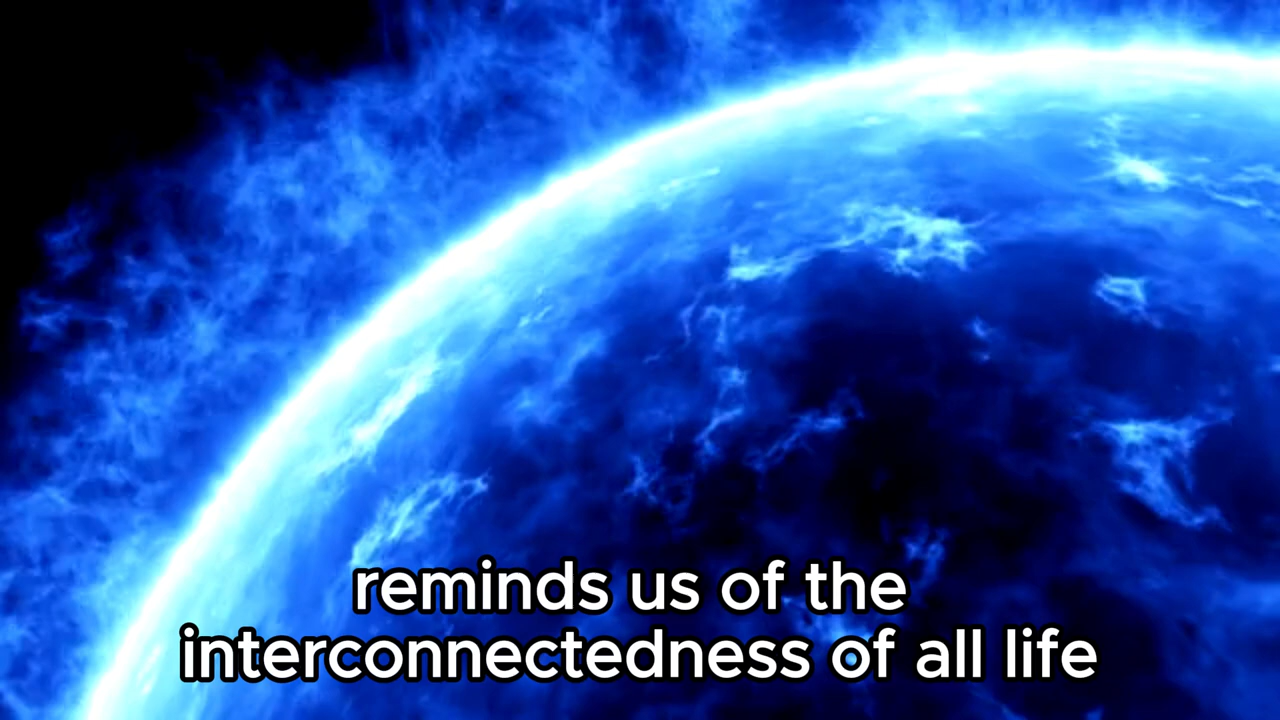 reminds us of the
interconnectedness of all life